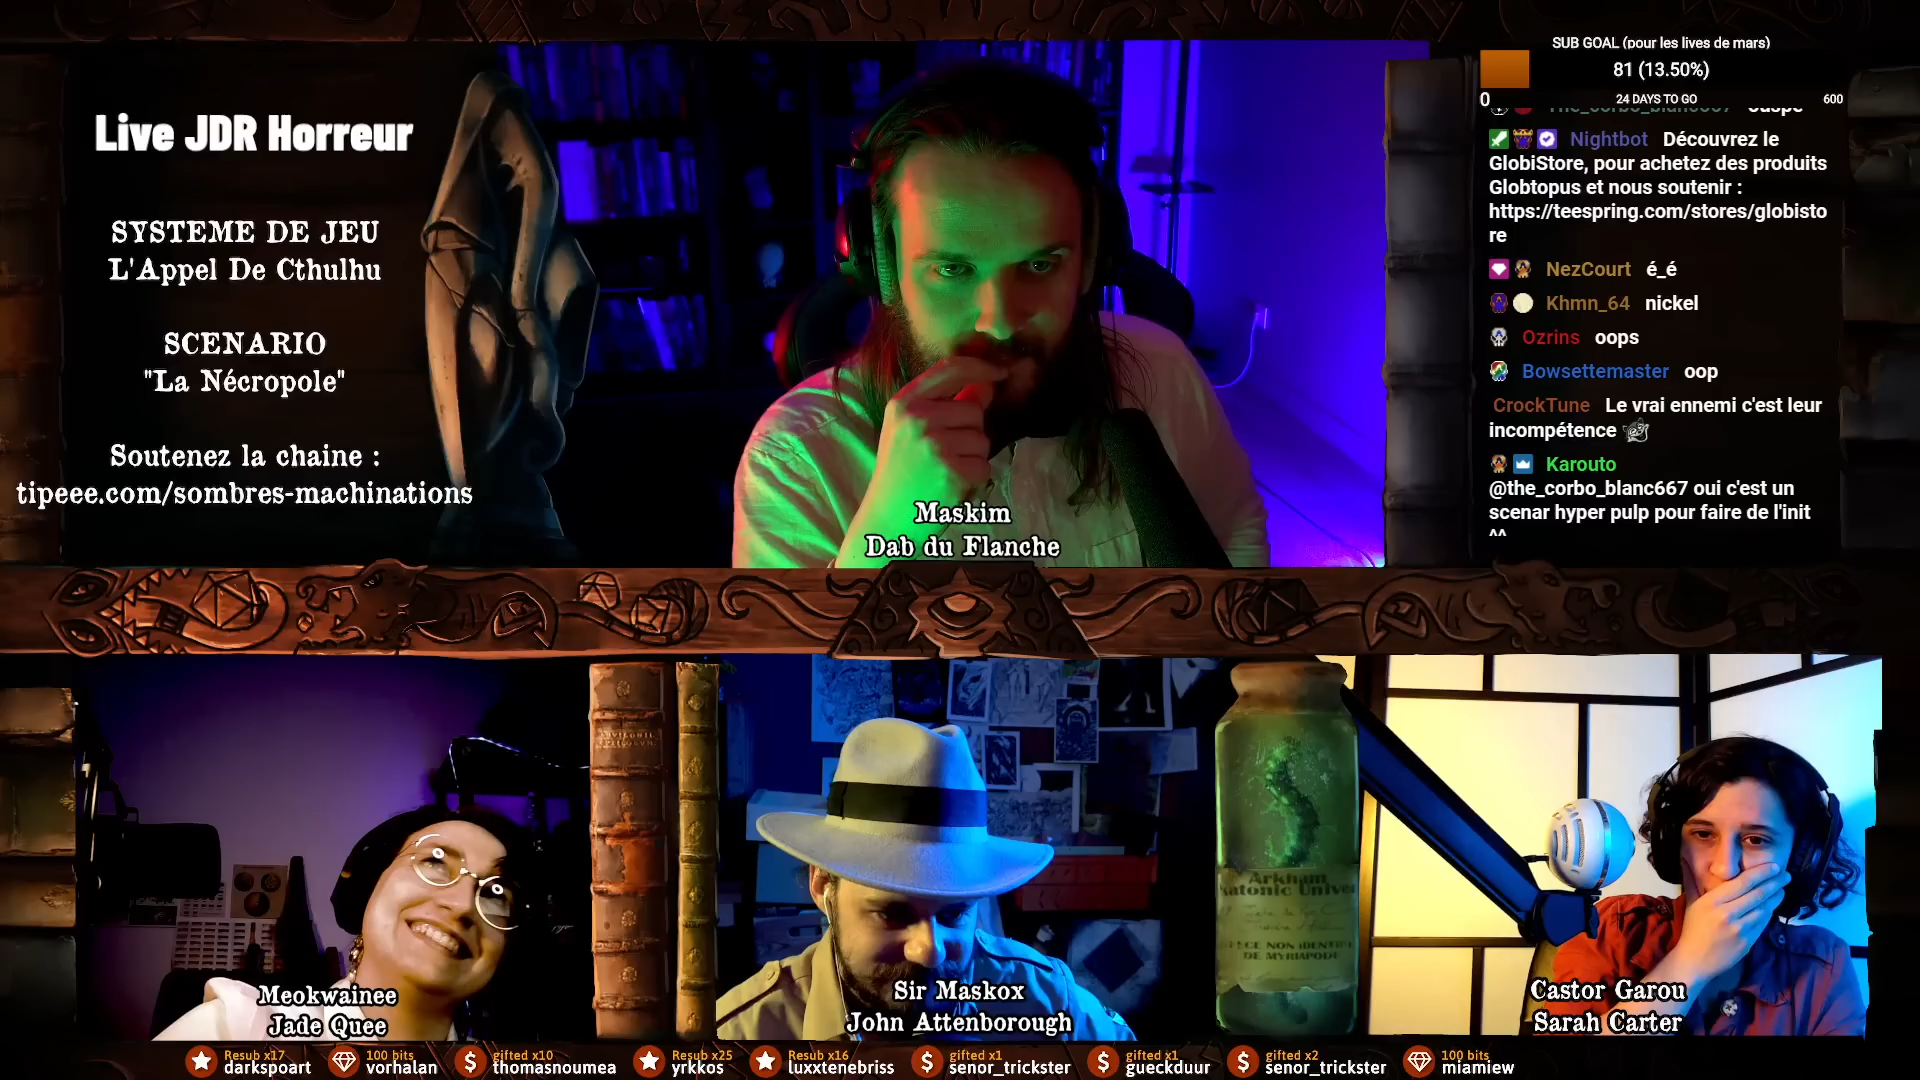 Live JDR Horreur
SYSTEME DE JEU
L'Appel De Cthulhu
SCENARIO
"La Nécropole"
Soutenez la chaine :
tipeee.com/sombres-machinations
Maskim
Dab du Flanche
SUB GOAL (pour les lives de mars)
81 (13.50%)
0
24 DAYS TO GO
600
Nightbot Découvrez le
GlobiStore, pour achetez des produits
Globtopus et nous soutenir :
https://teespring.com/stores/globisto
re
NezCourt é_é
Khmn_64 nickel
Ozrins oops
Bowsettemaster oop
CrockTune Le vrai ennemi c'est leur
incompétence
Karouto
@the_corbo_blanc667 oui c'est un
scenar hyper pulp pour faire de l'init
^^
Meokwainee
Jade Quee
Sir Maskox
John Attenborough
Arkham
Castor Garou
Sarah Carter
Resub x17
darkspoart
100 bits
vorhalan
gifted x10
thomasnoumea
Resub x25
yrkkos
Resub x16
luxxtenebriss
gifted x1
senor_trickster
gifted x1
gueckduur
gifted x2
senor_trickster
100 bits
miamiew